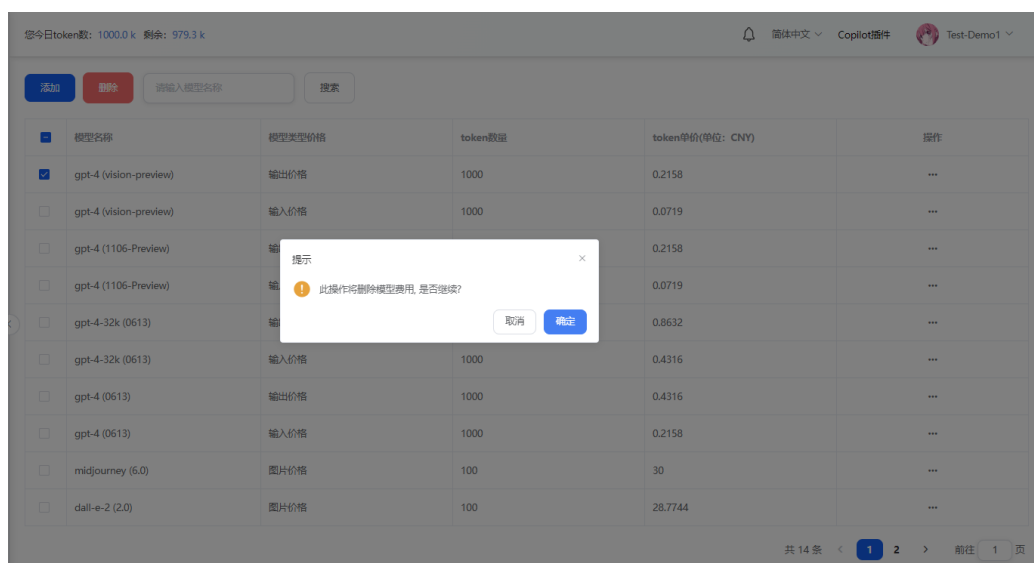 您今日token数: 1000.0 k 剩余: 979.3 k 简体中文 Copilot插件 Test-Demo1
添加 删除 请输入模型名称 搜索
模型名称 模型类型价格 token数量 token单价(单位: CNY) 操作
gpt-4 (vision-preview) 输出价格 1000 0.2158 •••
gpt-4 (vision-preview) 输入价格 1000 0.0719 •••
gpt-4 (1106-Preview) 输 0.2158 •••
提示
gpt-4 (1106-Preview) 输 0.0719 •••
此操作将删除模型费用, 是否继续?
gpt-4-32k (0613) 输 0.8632 •••
取消 确定
gpt-4-32k (0613) 输入价格 1000 0.4316 •••
gpt-4 (0613) 输出价格 1000 0.4316 •••
gpt-4 (0613) 输入价格 1000 0.2158 •••
midjourney (6.0) 图片价格 100 30 •••
dall-e-2 (2.0) 图片价格 100 28.7744 •••
共 14 条 < 1 2 > 前往 1 页